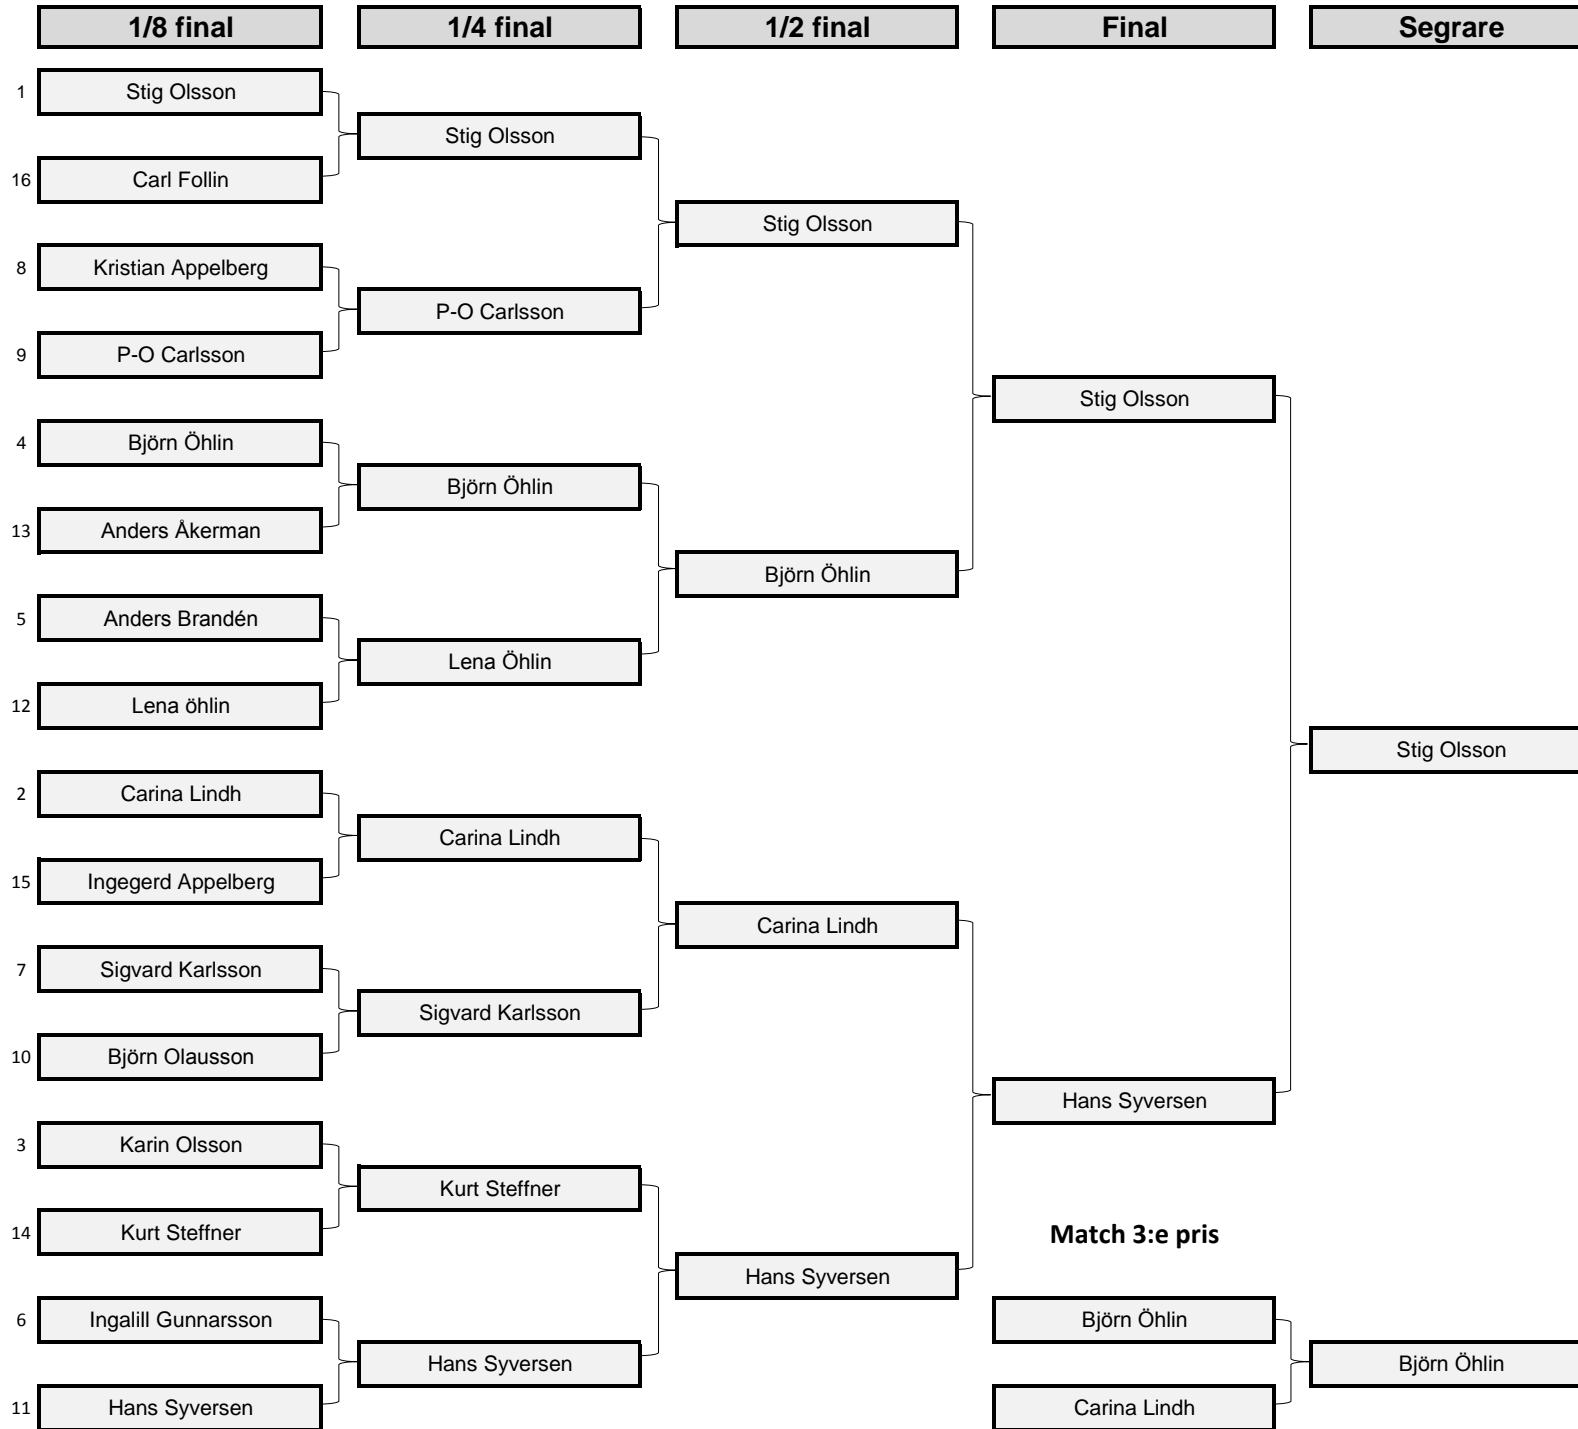 1/8 final 1/4 final 1/2 final Final Segrare
1 Stig Olsson
Stig Olsson
16 Carl Follin
Stig Olsson
8 Kristian Appelberg
P-O Carlsson
9 P-O Carlsson
Stig Olsson
4 Björn Öhlin
Björn Öhlin
13 Anders Åkerman
Björn Öhlin
5 Anders Brandén
Lena Öhlin
12 Lena öhlin
Stig Olsson
2 Carina Lindh
Carina Lindh
15 Ingegerd Appelberg
Carina Lindh
7 Sigvard Karlsson
Sigvard Karlsson
10 Björn Olausson
Hans Syversen
3 Karin Olsson
Kurt Steffner
14 Kurt Steffner
Match 3:e pris
Hans Syversen
6 Ingalill Gunnarsson
Björn Öhlin
Hans Syversen
Björn Öhlin
11 Hans Syversen
Carina Lindh